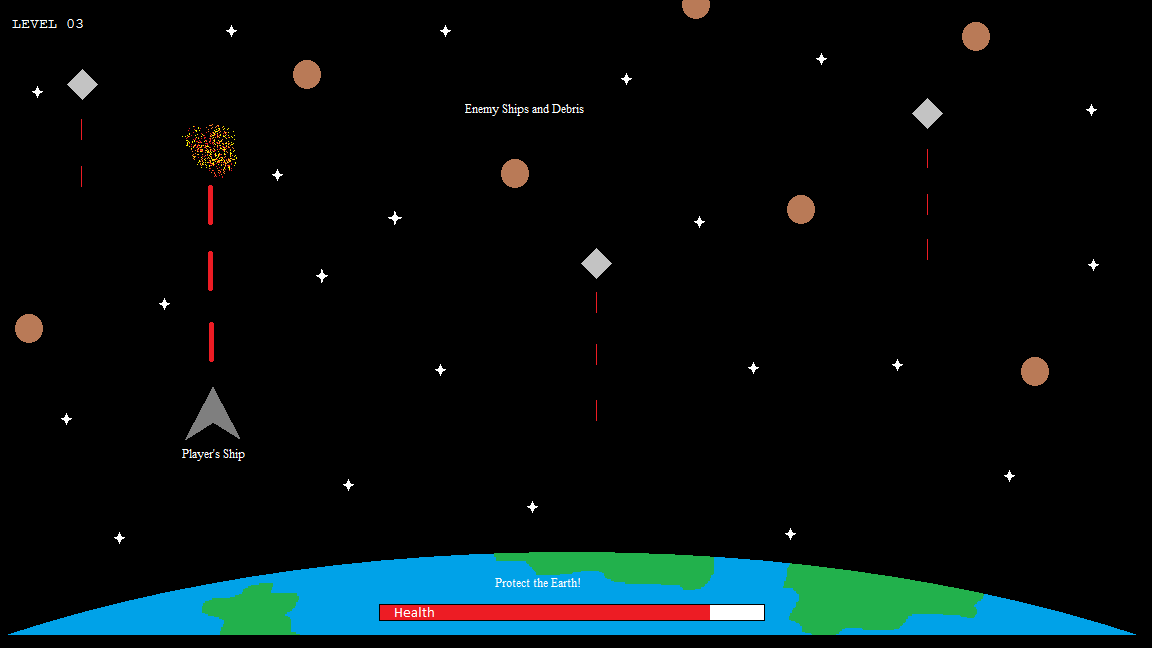 LEVEL 03
Enemy Ships and Debris
Player's Ship
Protect the Earth!
Health